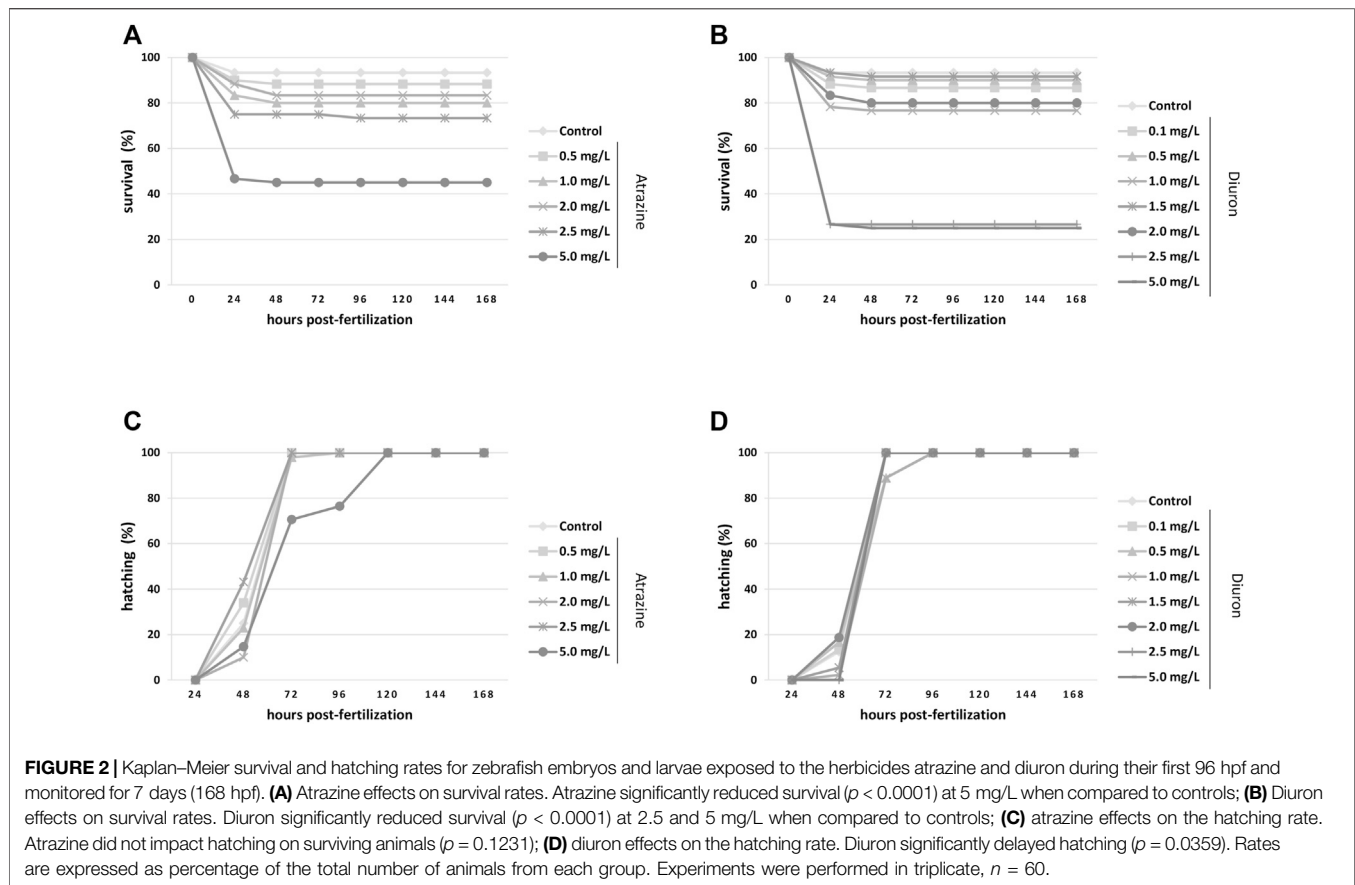 A
100
80
60
40
20
0
survival (%)
0 24 48 72 96 120 144 168
hours post-fertilization
Control
0.5 mg/L
1.0 mg/L
2.0 mg/L
2.5 mg/L
5.0 mg/L
Atrazine
B
100
80
60
40
20
0
survival (%)
0 24 48 72 96 120 144 168
hours post-fertilization
Control
0.1 mg/L
0.5 mg/L
1.0 mg/L
1.5 mg/L
2.0 mg/L
2.5 mg/L
5.0 mg/L
Diuron
C
100
80
60
40
20
0
hatching (%)
24 48 72 96 120 144 168
hours post-fertilization
Control
0.5 mg/L
1.0 mg/L
2.0 mg/L
2.5 mg/L
5.0 mg/L
Atrazine
D
100
80
60
40
20
0
hatching (%)
24 48 72 96 120 144 168
hours post-fertilization
Control
0.1 mg/L
0.5 mg/L
1.0 mg/L
1.5 mg/L
2.0 mg/L
2.5 mg/L
5.0 mg/L
Diuron
FIGURE 2 | Kaplan–Meier survival and hatching rates for zebrafish embryos and larvae exposed to the herbicides atrazine and diuron during their first 96 hpf and
monitored for 7 days (168 hpf). (A) Atrazine effects on survival rates. Atrazine significantly reduced survival (p < 0.0001) at 5 mg/L when compared to controls; (B) Diuron
effects on survival rates. Diuron significantly reduced survival (p < 0.0001) at 2.5 and 5 mg/L when compared to controls; (C) atrazine effects on the hatching rate.
Atrazine did not impact hatching on surviving animals (p = 0.1231); (D) diuron effects on the hatching rate. Diuron significantly delayed hatching (p = 0.0359). Rates
are expressed as percentage of the total number of animals from each group. Experiments were performed in triplicate, n = 60.